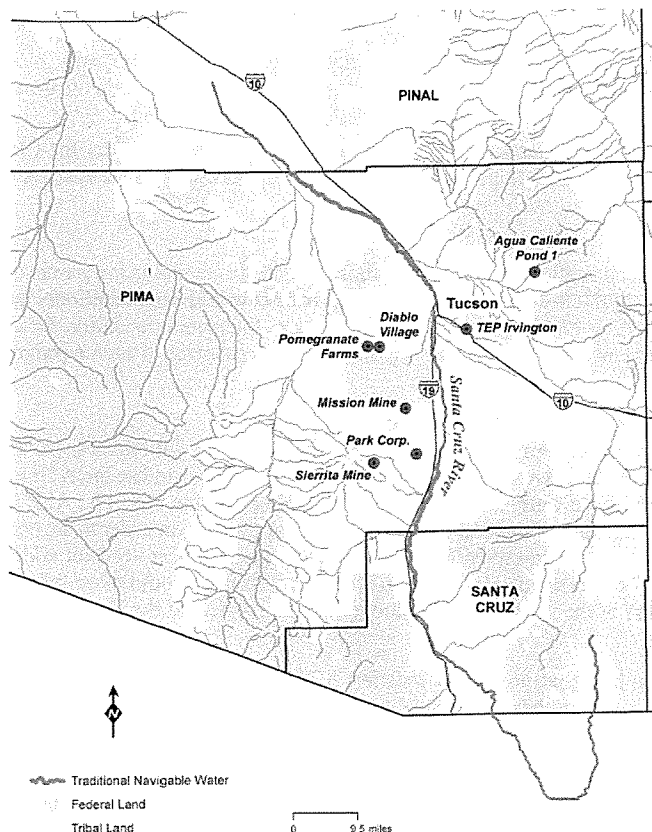 10
PINAL
Agua Caliente
Pond 1
PIMA
Tucson
Diablo
Village
TEP Irvington
Pomegranate
Farms
19
Santa Cruz River
10
Mission Mine
Park Corp.
Sierrita Mine
SANTA
CRUZ
N
Traditional Navigable Water
Federal Land
Tribal Land
0 9.5 miles